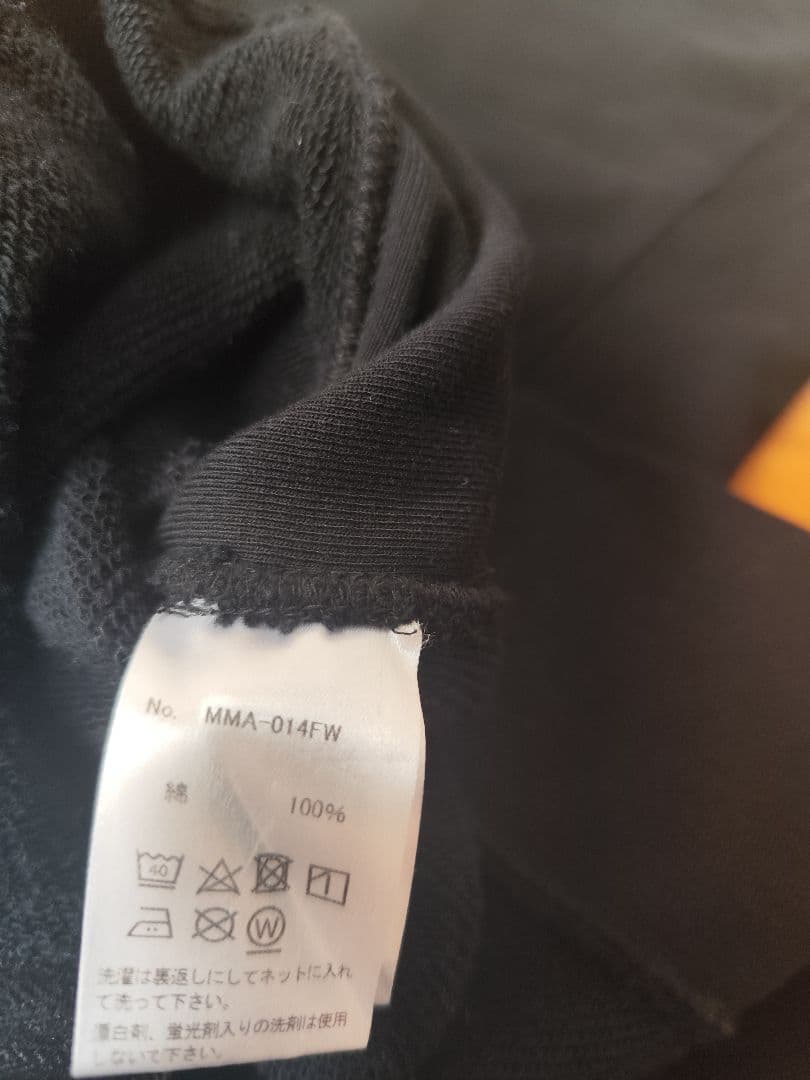 No. MMA-014FW
綿 100%
40
W
洗濯は裏返しにしてネットに入れ
て洗って下さい。
漂白剤、蛍光剤入りの洗剤は使用
しないで下さい。